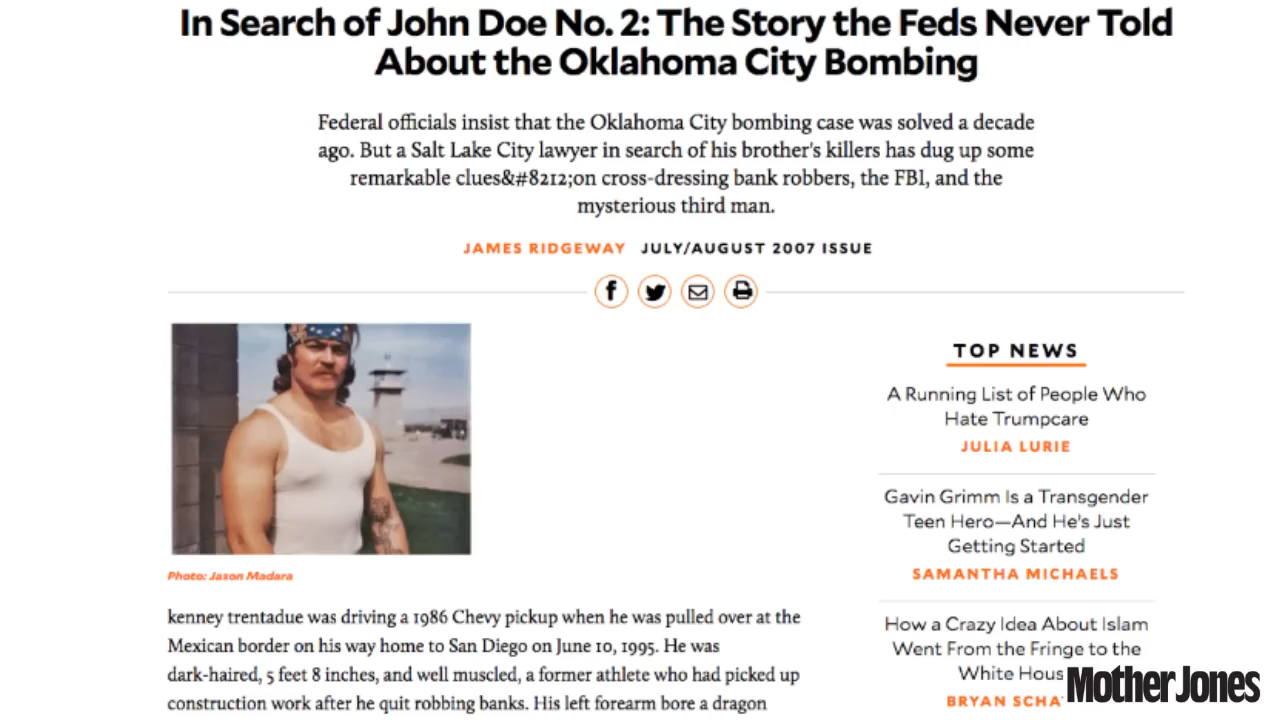 In Search of John Doe No. 2: The Story the Feds Never Told
About the Oklahoma City Bombing
Federal officials insist that the Oklahoma City bombing case was solved a decade
ago. But a Salt Lake City lawyer in search of his brother's killers has dug up some
remarkable clues&#8212;on cross-dressing bank robbers, the FBI, and the
mysterious third man.
JAMES RIDGEWAY JULY/AUGUST 2007 ISSUE
Photo: Jason Madara
kenney trentadue was driving a 1986 Chevy pickup when he was pulled over at the
Mexican border on his way home to San Diego on June 10, 1995. He was
dark-haired, 5 feet 8 inches, and well muscled, a former athlete who had picked up
construction work after he quit robbing banks. His left forearm bore a dragon
TOP NEWS
A Running List of People Who
Hate Trumpcare
JULIA LURIE
Gavin Grimm Is a Transgender
Teen Hero—And He's Just
Getting Started
SAMANTHA MICHAELS
How a Crazy Idea About Islam
Went From the Fringe to the
White Hous
BRYAN SCHA
Mother Jones